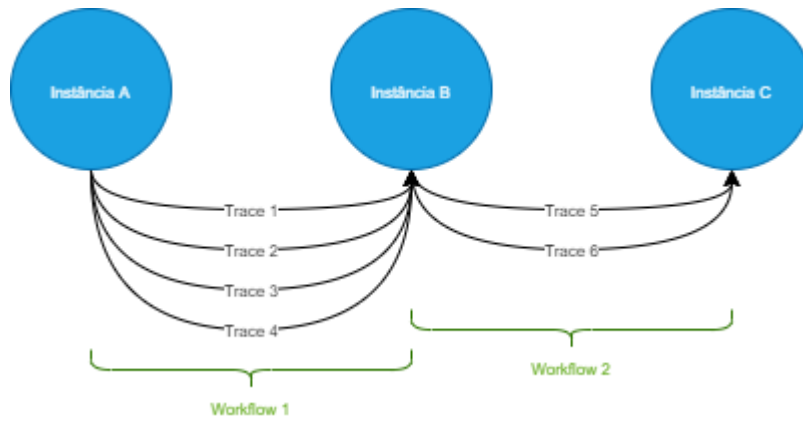 Instância A
Instância B
Instância C
Trace 1
Trace 5
Trace 2
Trace 6
Trace 3
Trace 4
Workflow 2
Workflow 1